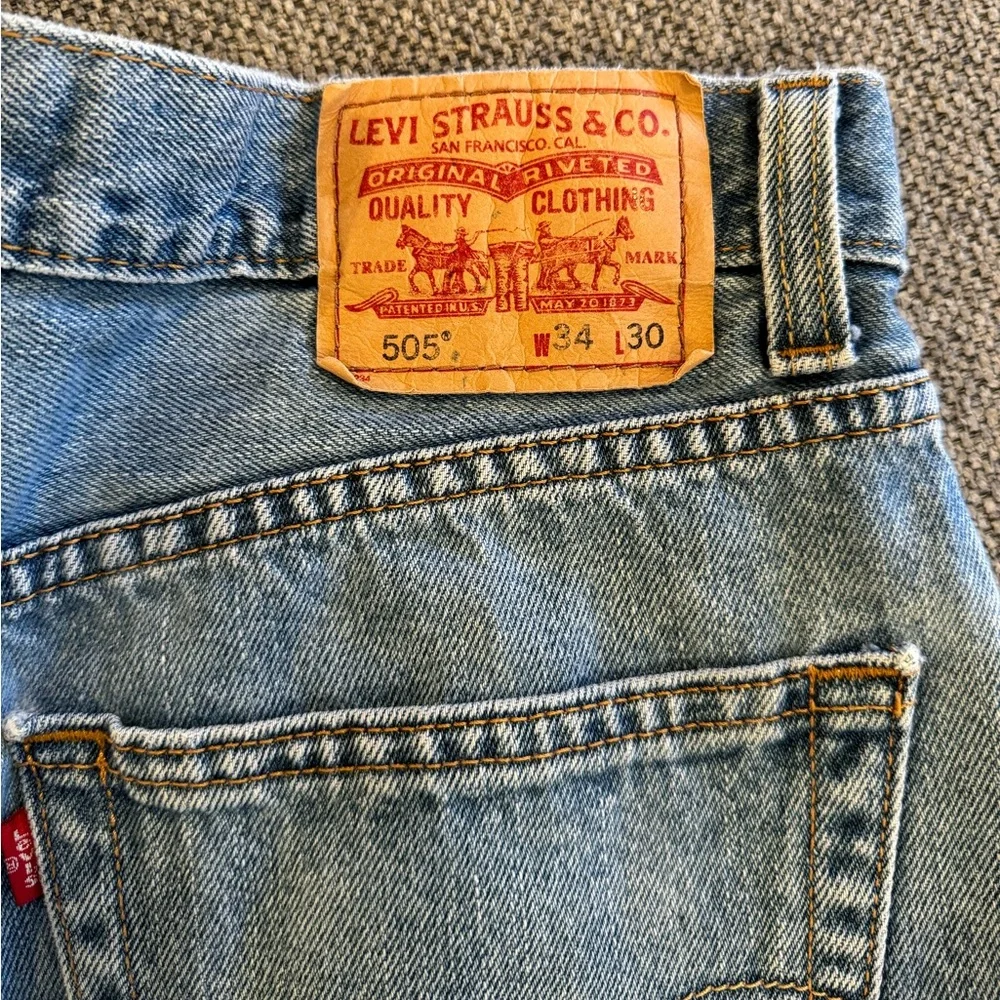 LEVI STRAUSS & CO.
SAN FRANCISCO. CAL.
ORIGINAL RIVETED
QUALITY CLOTHING
TRADE MARK
PATENTED IN U.S. MAY 20 1873
505® W34 L30
Levi's
®